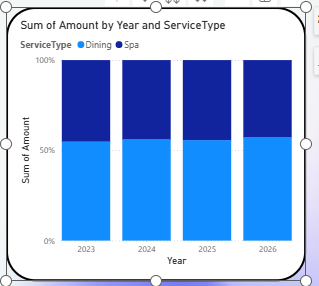 Sum of Amount by Year and ServiceType
ServiceType Dining Spa
100%
50%
0%
Sum of Amount
2023 2024 2025 2026
Year